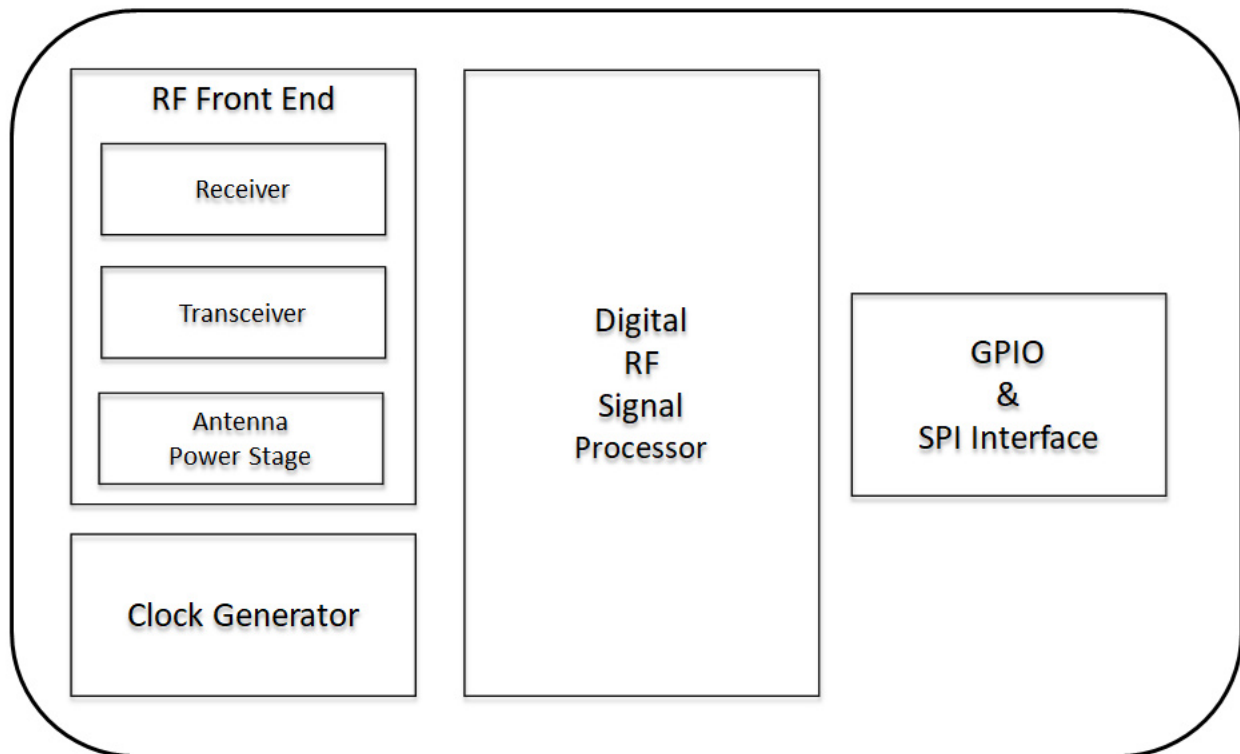 RF Front End
Receiver
Transceiver
Antenna
Power Stage
Clock Generator
Digital
RF
Signal
Processor
GPIO
&
SPI Interface